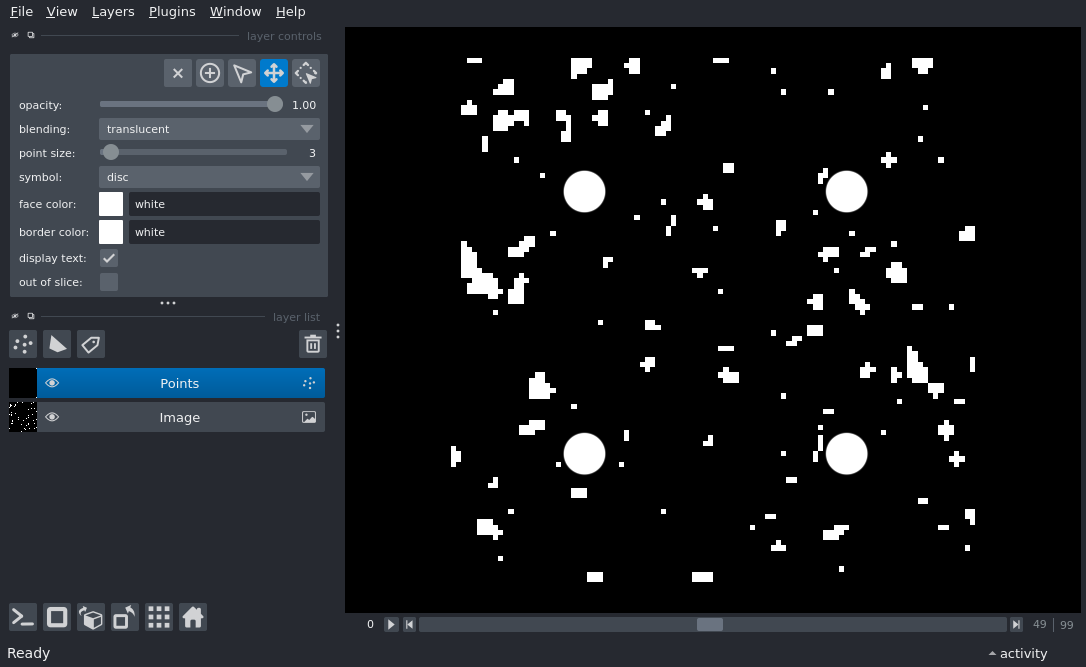 File View Layers Plugins Window Help
layer controls
opacity: 1.00
blending: translucent
point size: 3
symbol: disc
face color: white
border color: white
display text:
out of slice:
layer list
Points
Image
0 49 | 99
Ready activity